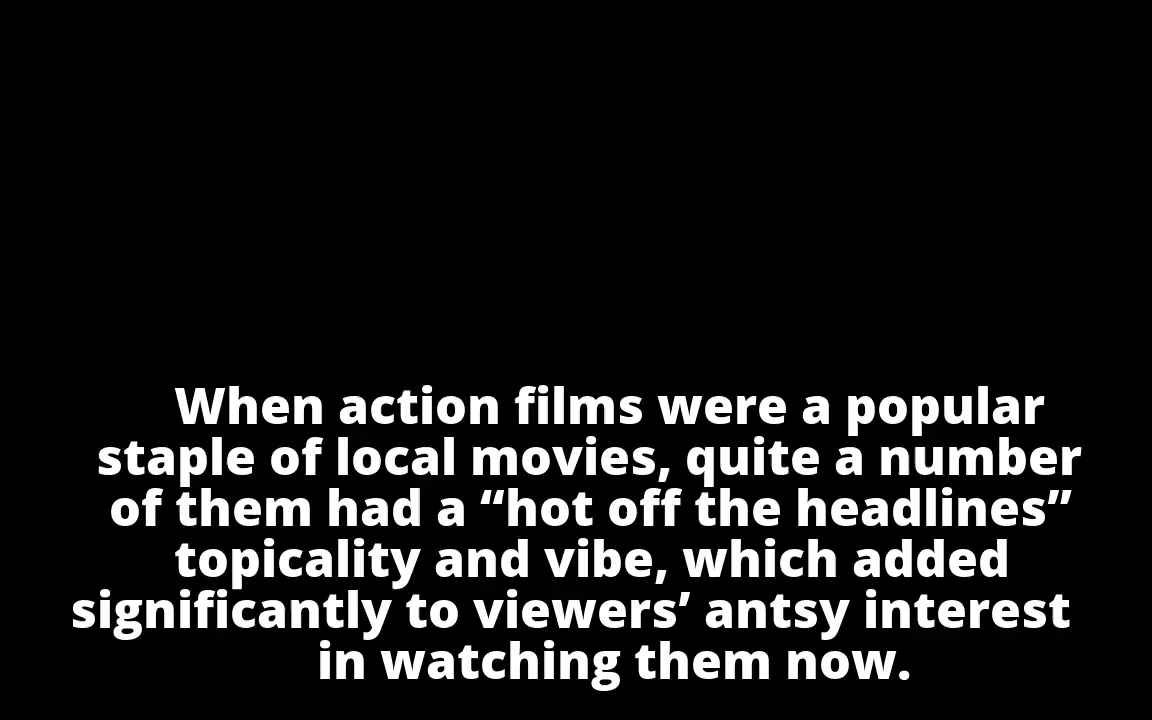 When action films were a popular
staple of local movies, quite a number
of them had a “hot off the headlines”
topicality and vibe, which added
significantly to viewers’ antsy interest
in watching them now.